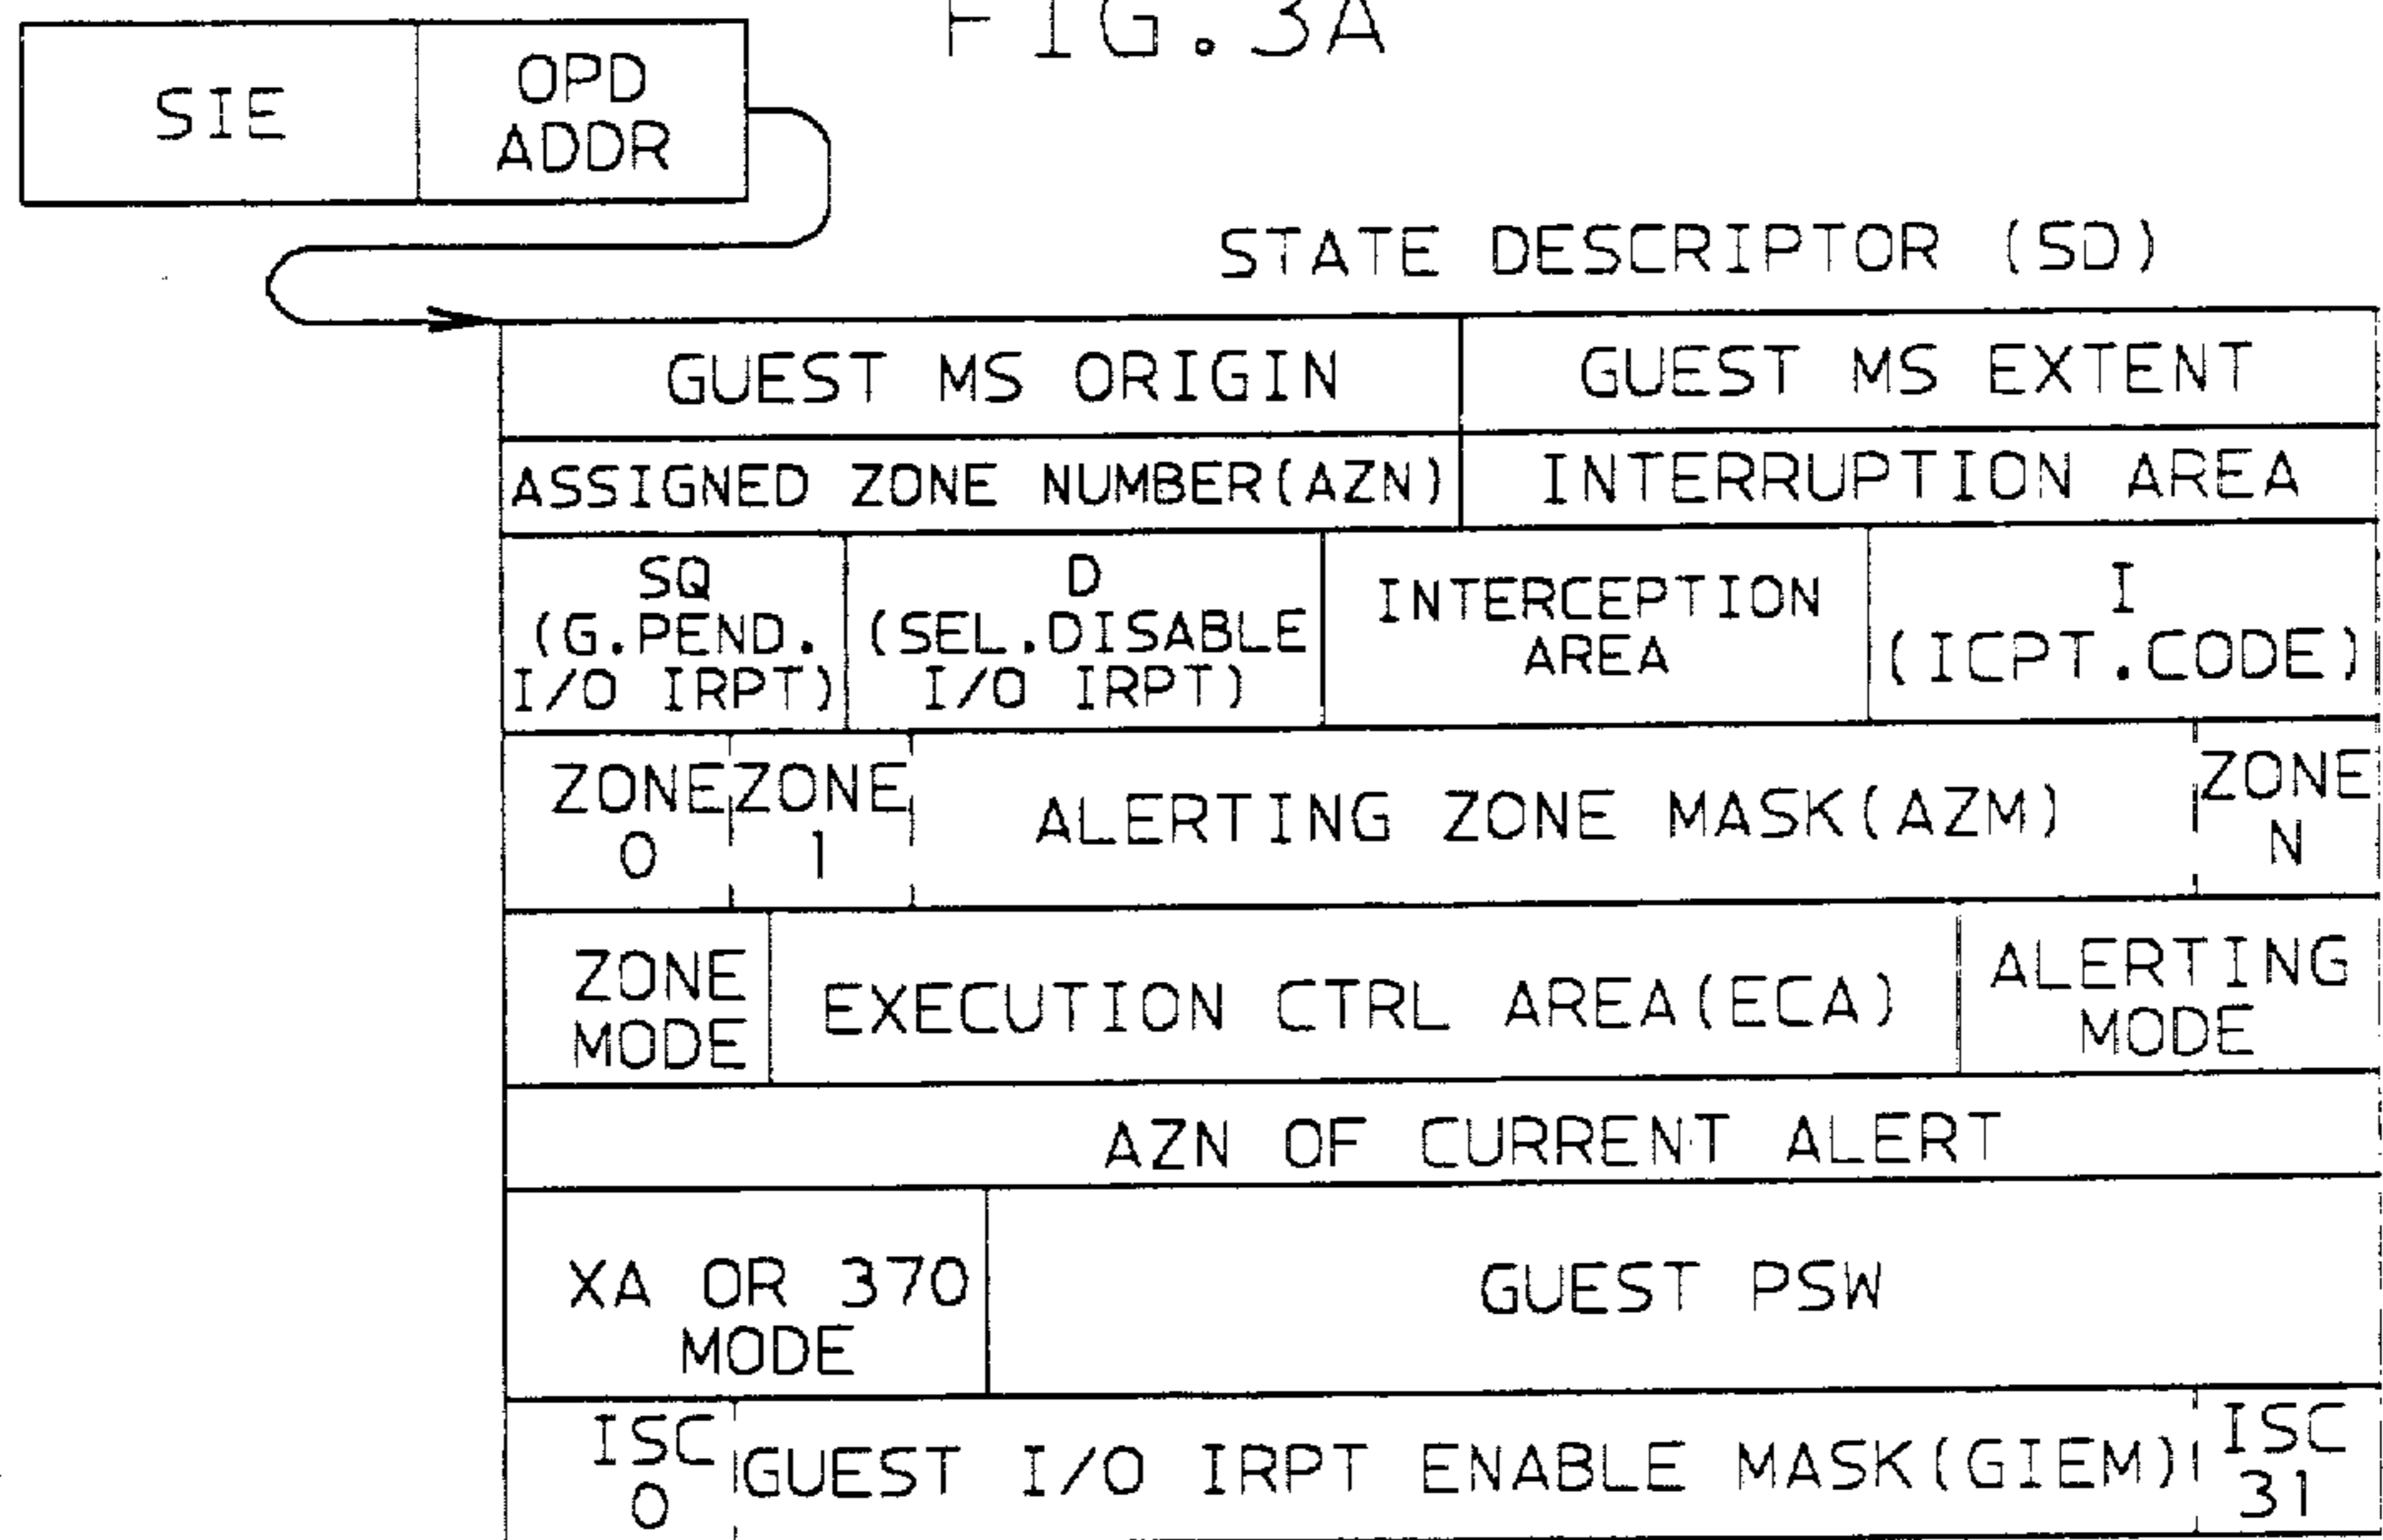 FIG.3A
SIE
OPD
ADDR
STATE DESCRIPTOR (SD)
GUEST MS ORIGIN
GUEST MS EXTENT
ASSIGNED ZONE NUMBER(AZN)
INTERRUPTION AREA
SQ
(G.PEND.
I/O IRPT)
D
(SEL.DISABLE
I/O IRPT)
INTERCEPTION
AREA
I
(ICPT.CODE)
ZONE
0
ZONE
1
ALERTING ZONE MASK(AZM)
ZONE
N
ZONE
MODE
EXECUTION CTRL AREA(ECA)
ALERTING
MODE
AZN OF CURRENT ALERT
XA OR 370
MODE
GUEST PSW
ISC
0
GUEST I/O IRPT ENABLE MASK(GIEM)
ISC
31